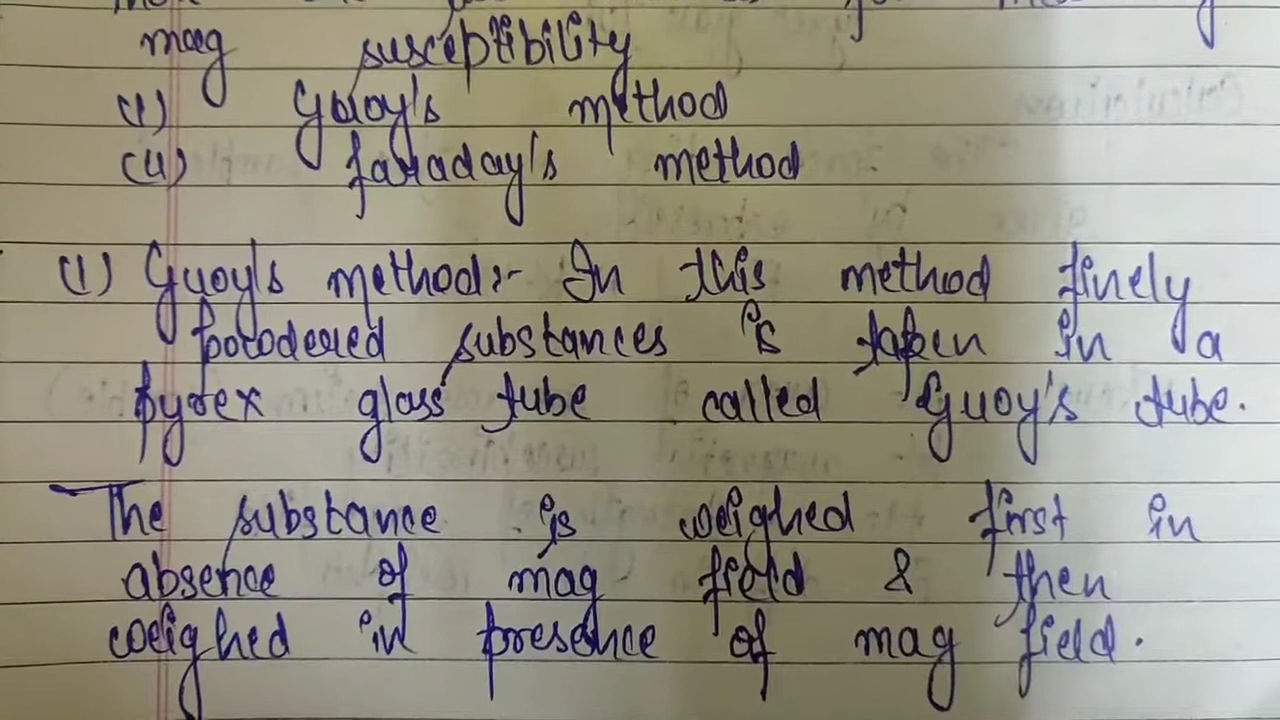 mag susceptibility
(1) Guoy's method
(ii) faraday's method
(1) Guoy's method:- In this method finely
powdered substances is taken in a
pyrex glass tube called Guoy's tube.
The substance is weighed first in
absence of mag field & then
weighed in presence of mag field.